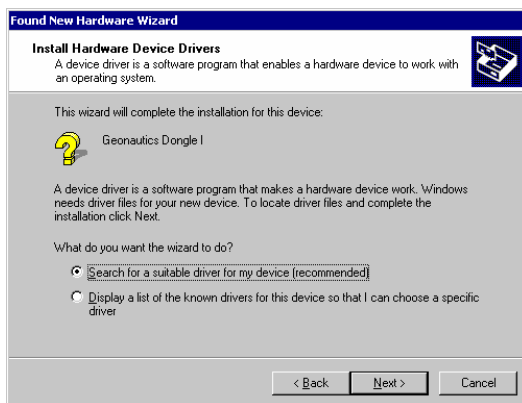 Found New Hardware Wizard
Install Hardware Device Drivers
A device driver is a software program that enables a hardware device to work with
an operating system.
This wizard will complete the installation for this device:
Geonautics Dongle I
A device driver is a software program that makes a hardware device work. Windows
needs driver files for your new device. To locate driver files and complete the
installation click Next.
What do you want the wizard to do?
Search for a suitable driver for my device (recommended)
Display a list of the known drivers for this device so that I can choose a specific
driver
< Back Next > Cancel